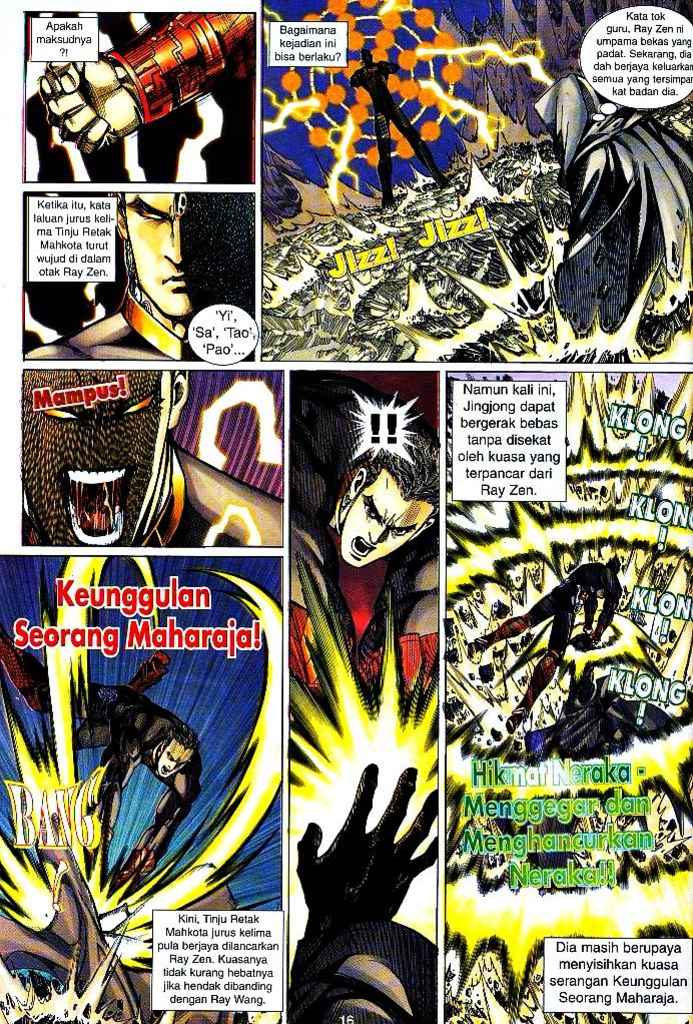 Apakah
maksudnya
?!
Bagaimana
kejadian ini
bisa berlaku?
Kata tok
guru, Ray Zen ni
umpama bekas yang
padat. Sekarang, dia
dah berjaya keluarkan
semua yang tersimpan
kat badan dia.
Jizz! Jizz!
Ketika itu, kata
laluan jurus keli-
ma Tinju Retak
Mahkota turut
wujud di dalam
otak Ray Zen.
'Yi',
'Sa', 'Tao',
'Pao'...
Mampus!
!!
Namun kali ini,
Jingjong dapat
bergerak bebas
tanpa disekat
oleh kuasa yang
terpancar dari
Ray Zen.
KLONG
!
KLONG
!
KLONG
!
KLONG
!
Keunggulan
Seorang Maharaja!
BANG
!
Kini, Tinju Retak
Mahkota jurus kelima
pula berjaya dilancarkan
Ray Zen. Kuasanya
tidak kurang hebatnya
jika hendak dibanding
dengan Ray Wang.
Hikmat Neraka -
Menggegar dan
Menghancurkan
Neraka!!
Dia masih berupaya
menyisihkan kuasa
serangan Keunggulan
Seorang Maharaja.
16